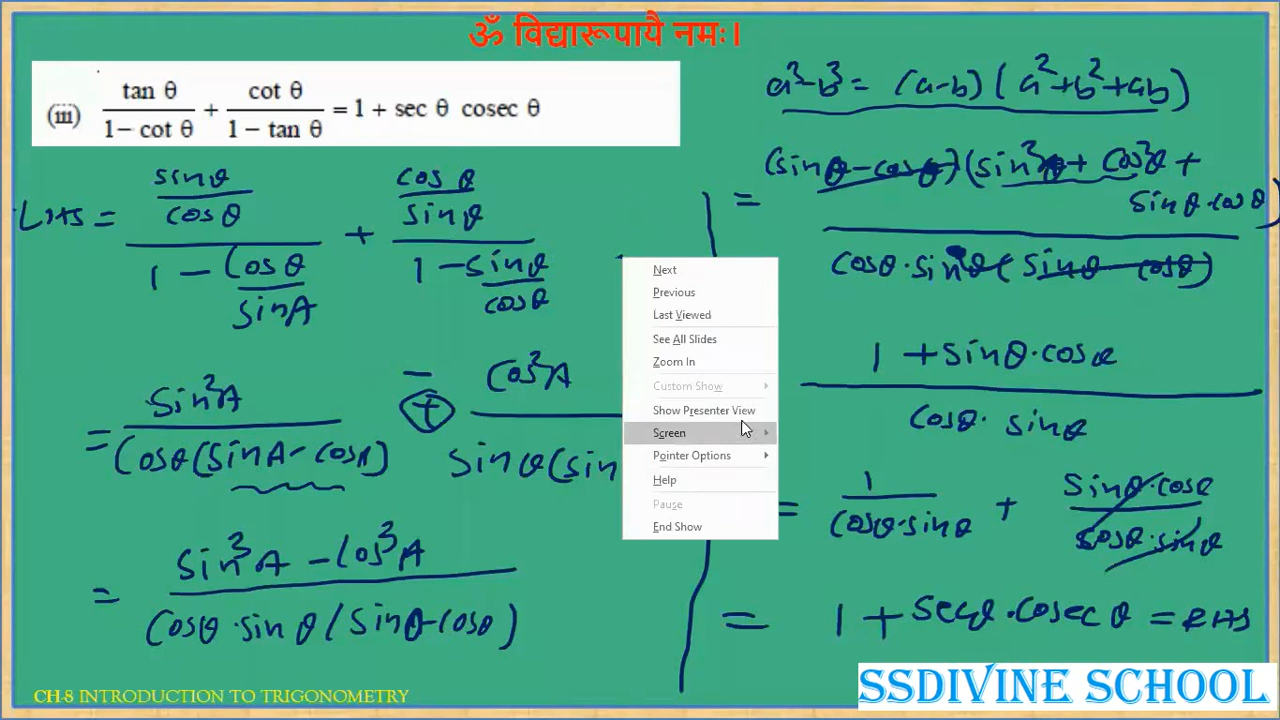 ॐ विद्यारूपायै नमः।
(iii) tan θ / 1 − cot θ + cot θ / 1 − tan θ = 1 + sec θ cosec θ
LHS = sinθ/cosθ / 1 − cosθ/sinA + cosθ/sinθ / 1 − sinθ/cosθ
= sin²A / cosθ(sinA − cosA) − + cos²A / sinθ(sin
= sin³A − cos³A / cosθ·sinθ(sinθ−cosθ)
a³−b³ = (a−b)(a²+b²+ab)
= (sinθ − cosθ)(sin²θ + cos²θ +
sinθ·cosθ)
cosθ·sinθ(sinθ cosθ)
1 + sinθ·cosθ
cosθ· sinθ
= 1 / cosθ·sinθ + sinθ·cosθ / cosθ·sinθ
= 1 + secθ·cosecθ = RHS
Next
Previous
Last Viewed
See All Slides
Zoom In
Custom Show
Show Presenter View
Screen
Pointer Options
Help
Pause
End Show
CH-8 INTRODUCTION TO TRIGONOMETRY
SSDIVINE SCHOOL